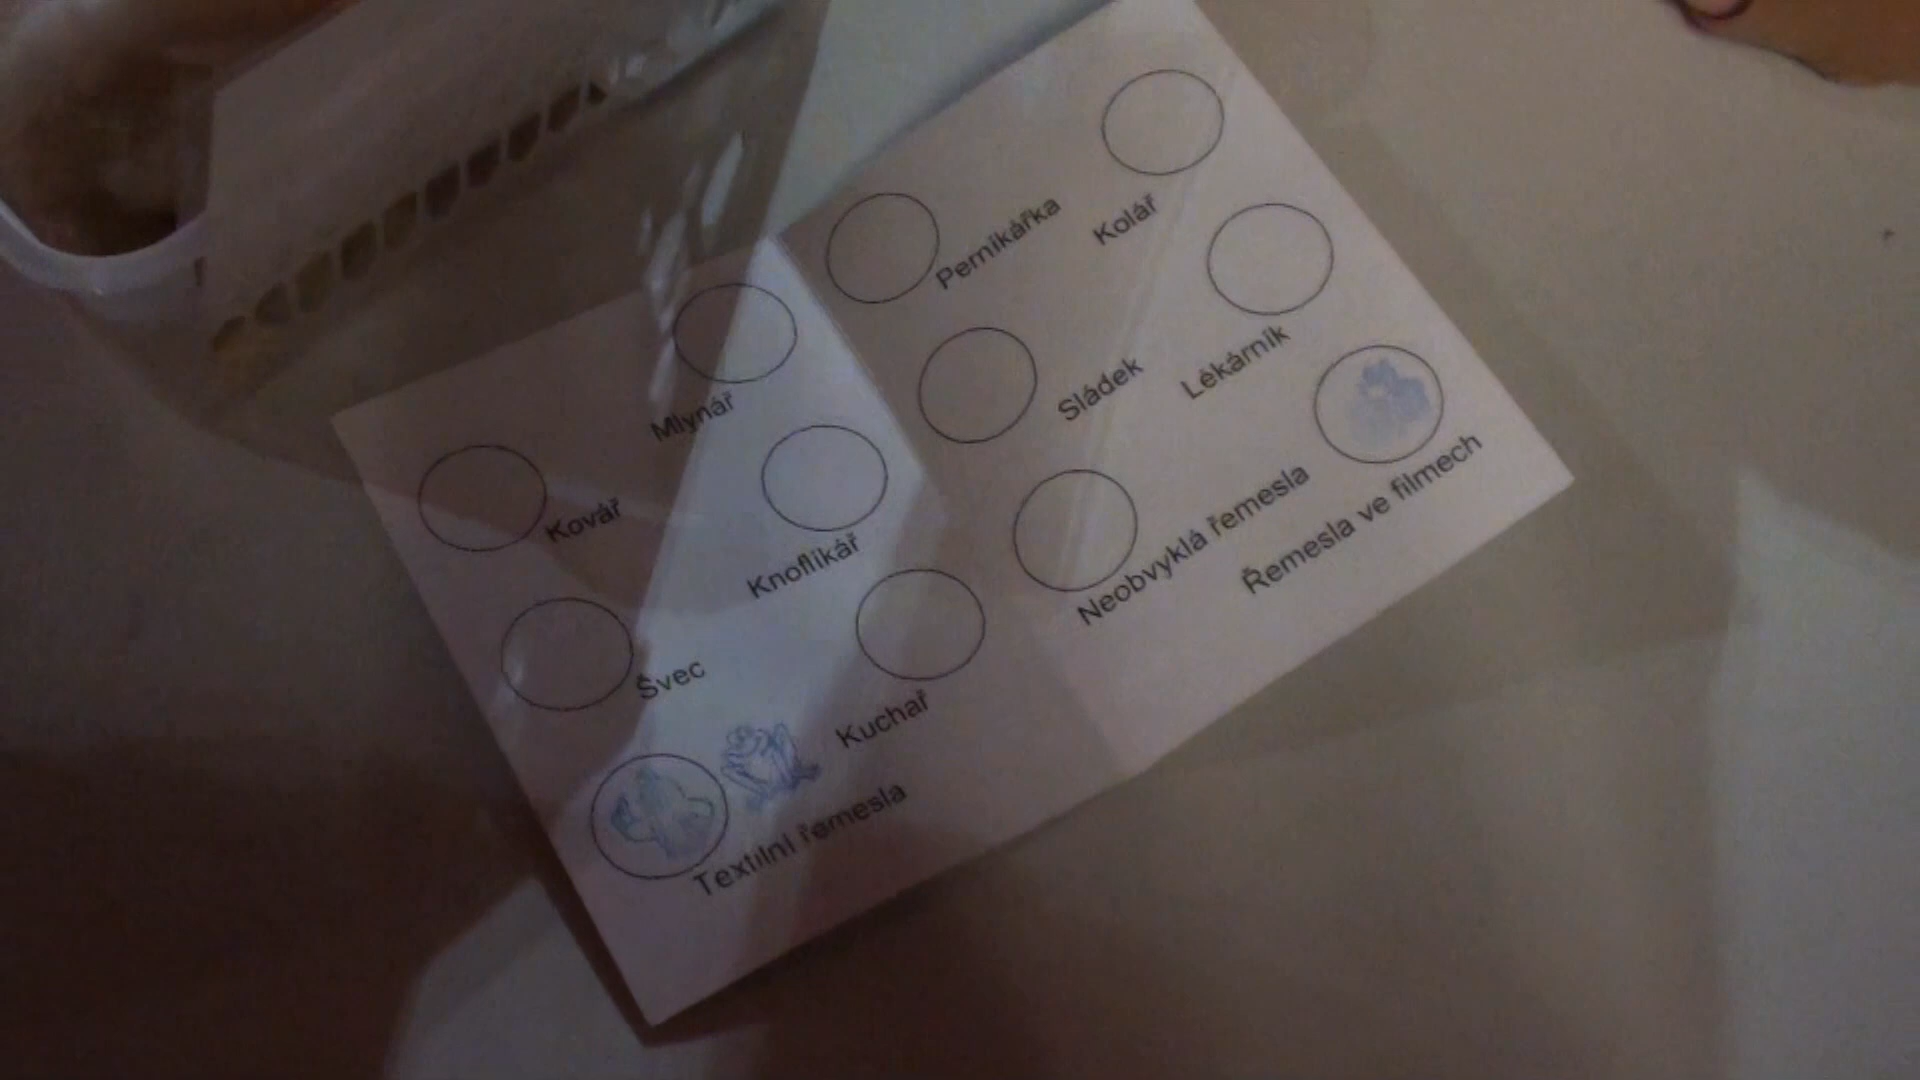 Kovář
Mlynář
Švec
Knoflíkář
Textilní řemesla
Kuchař
Perníkářka
Kolář
Sládek
Lékárník
Neobvyklá řemesla
Řemesla ve filmech